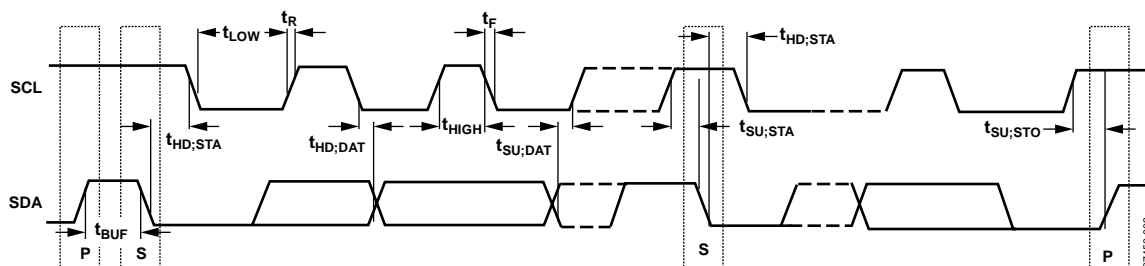 tLOW
tR
tF
tHD;STA
SCL
tHD;STA
tHD;DAT
tHIGH
tSU;DAT
tSU;STA
tSU;STO
SDA
tBUF
P
S
S
P